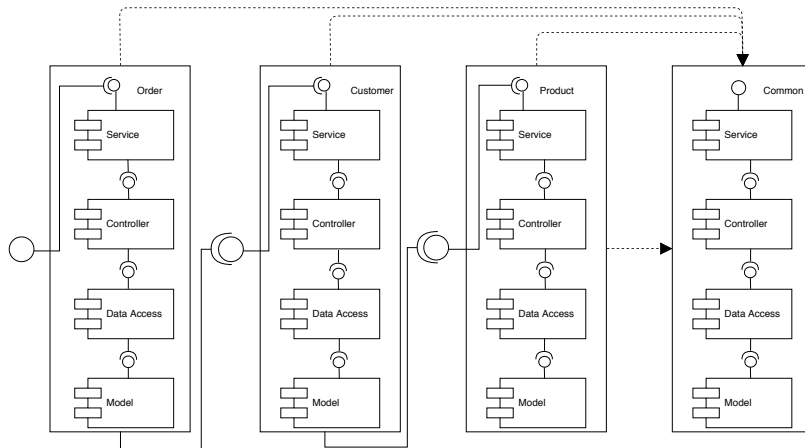 Order
Service
Controller
Data Access
Model
Customer
Service
Controller
Data Access
Model
Product
Service
Controller
Data Access
Model
Common
Service
Controller
Data Access
Model